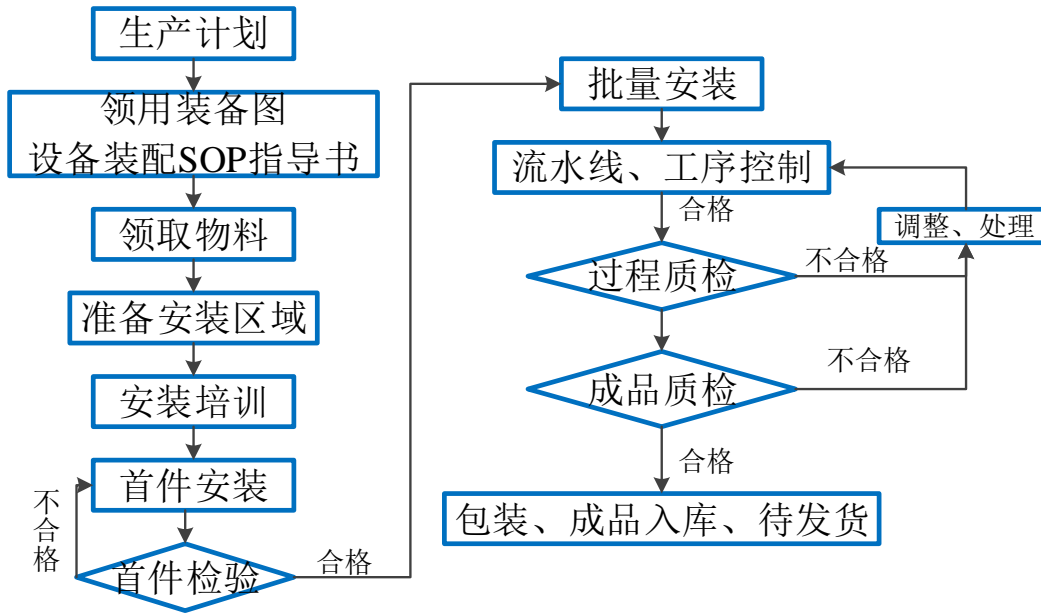 生产计划
领用装备图
设备装配SOP指导书
领取物料
准备安装区域
安装培训
首件安装
不合格
首件检验
合格
批量安装
流水线、工序控制
合格
调整、处理
过程质检
不合格
成品质检
不合格
合格
包装、成品入库、待发货